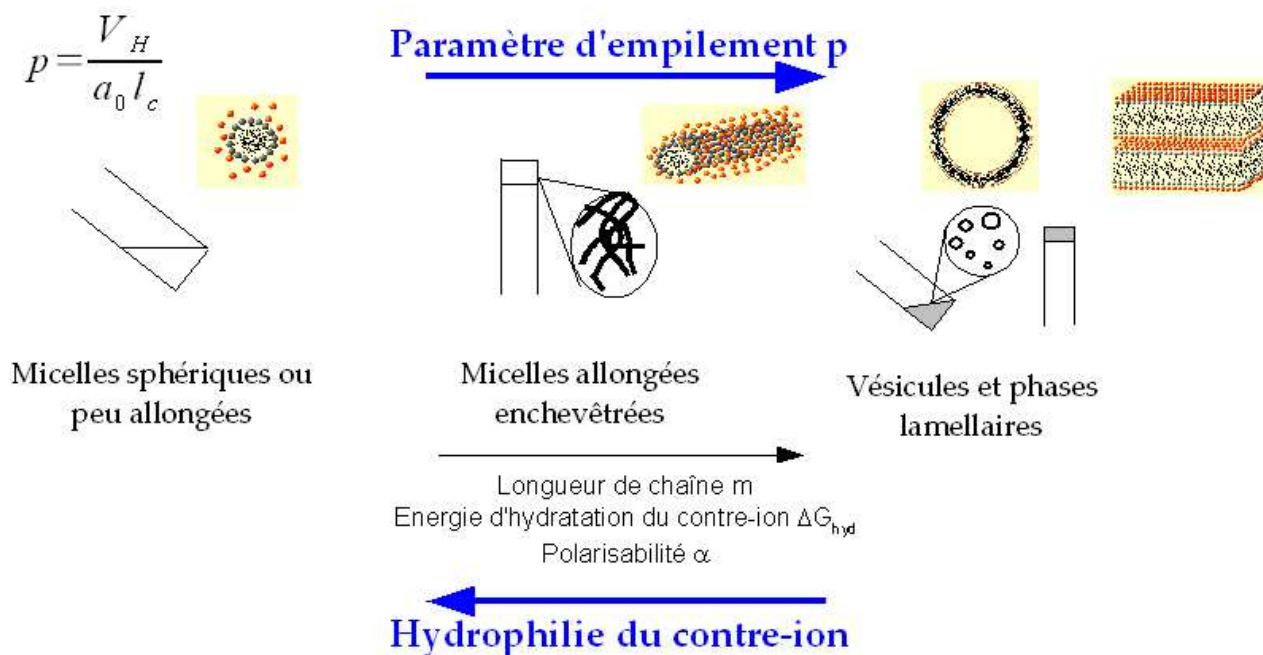 p = V_H / a_0 l_c
Paramètre d'empilement p
Micelles sphériques ou
peu allongées
Micelles allongées
enchevêtrées
Vésicules et phases
lamellaires
Longueur de chaîne m
Energie d'hydratation du contre-ion ΔG_hyd
Polarisabilité α
Hydrophilie du contre-ion